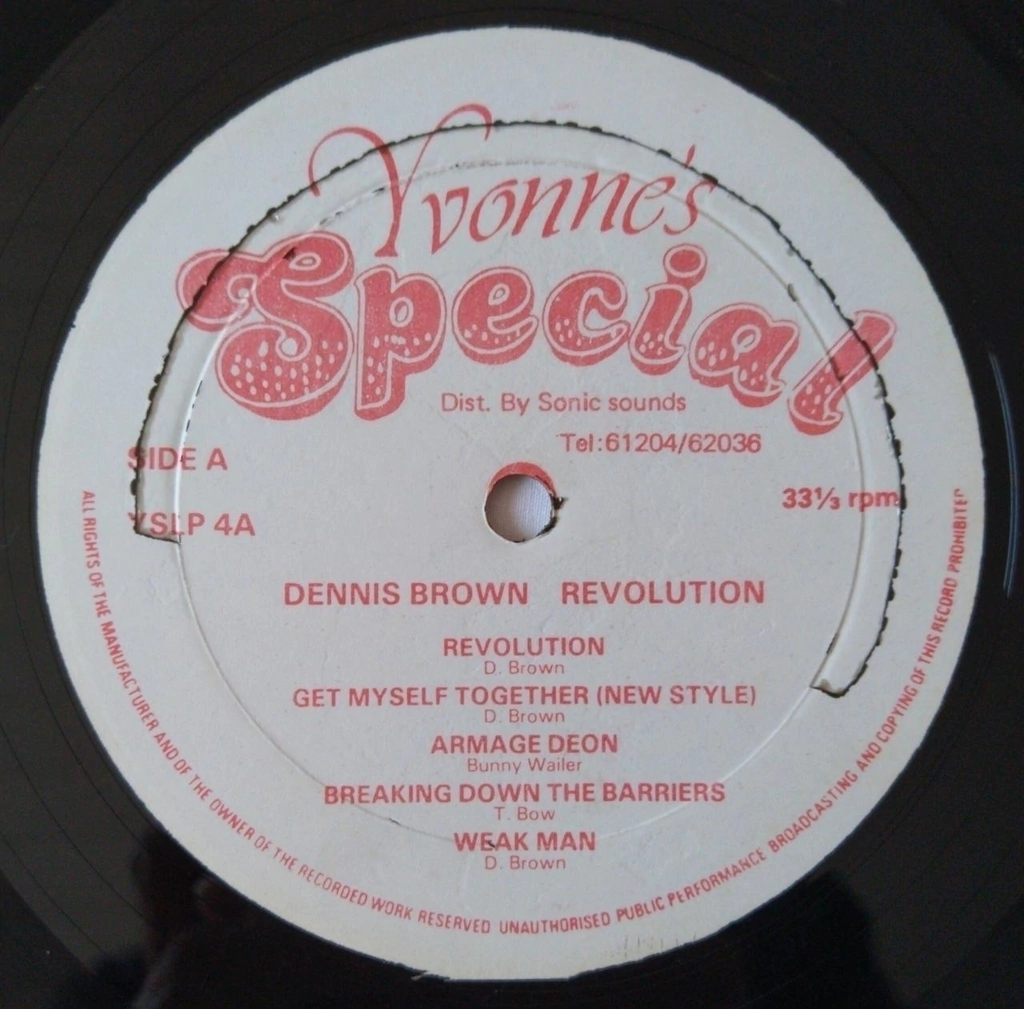 Yvonne's
Special
Dist. By Sonic sounds
Tel:61204/62036
SIDE A
33⅓ rpm
YSLP 4A
DENNIS BROWN REVOLUTION
REVOLUTION
D. Brown
GET MYSELF TOGETHER (NEW STYLE)
D. Brown
ARMAGE DEON
Bunny Wailer
BREAKING DOWN THE BARRIERS
T. Bow
WEAK MAN
D. Brown
ALL RIGHTS OF THE MANUFACTURER AND OF THE OWNER OF THE RECORDED WORK RESERVED UNAUTHORISED PUBLIC PERFORMANCE BROADCASTING AND COPYING OF THIS RECORD PROHIBITED